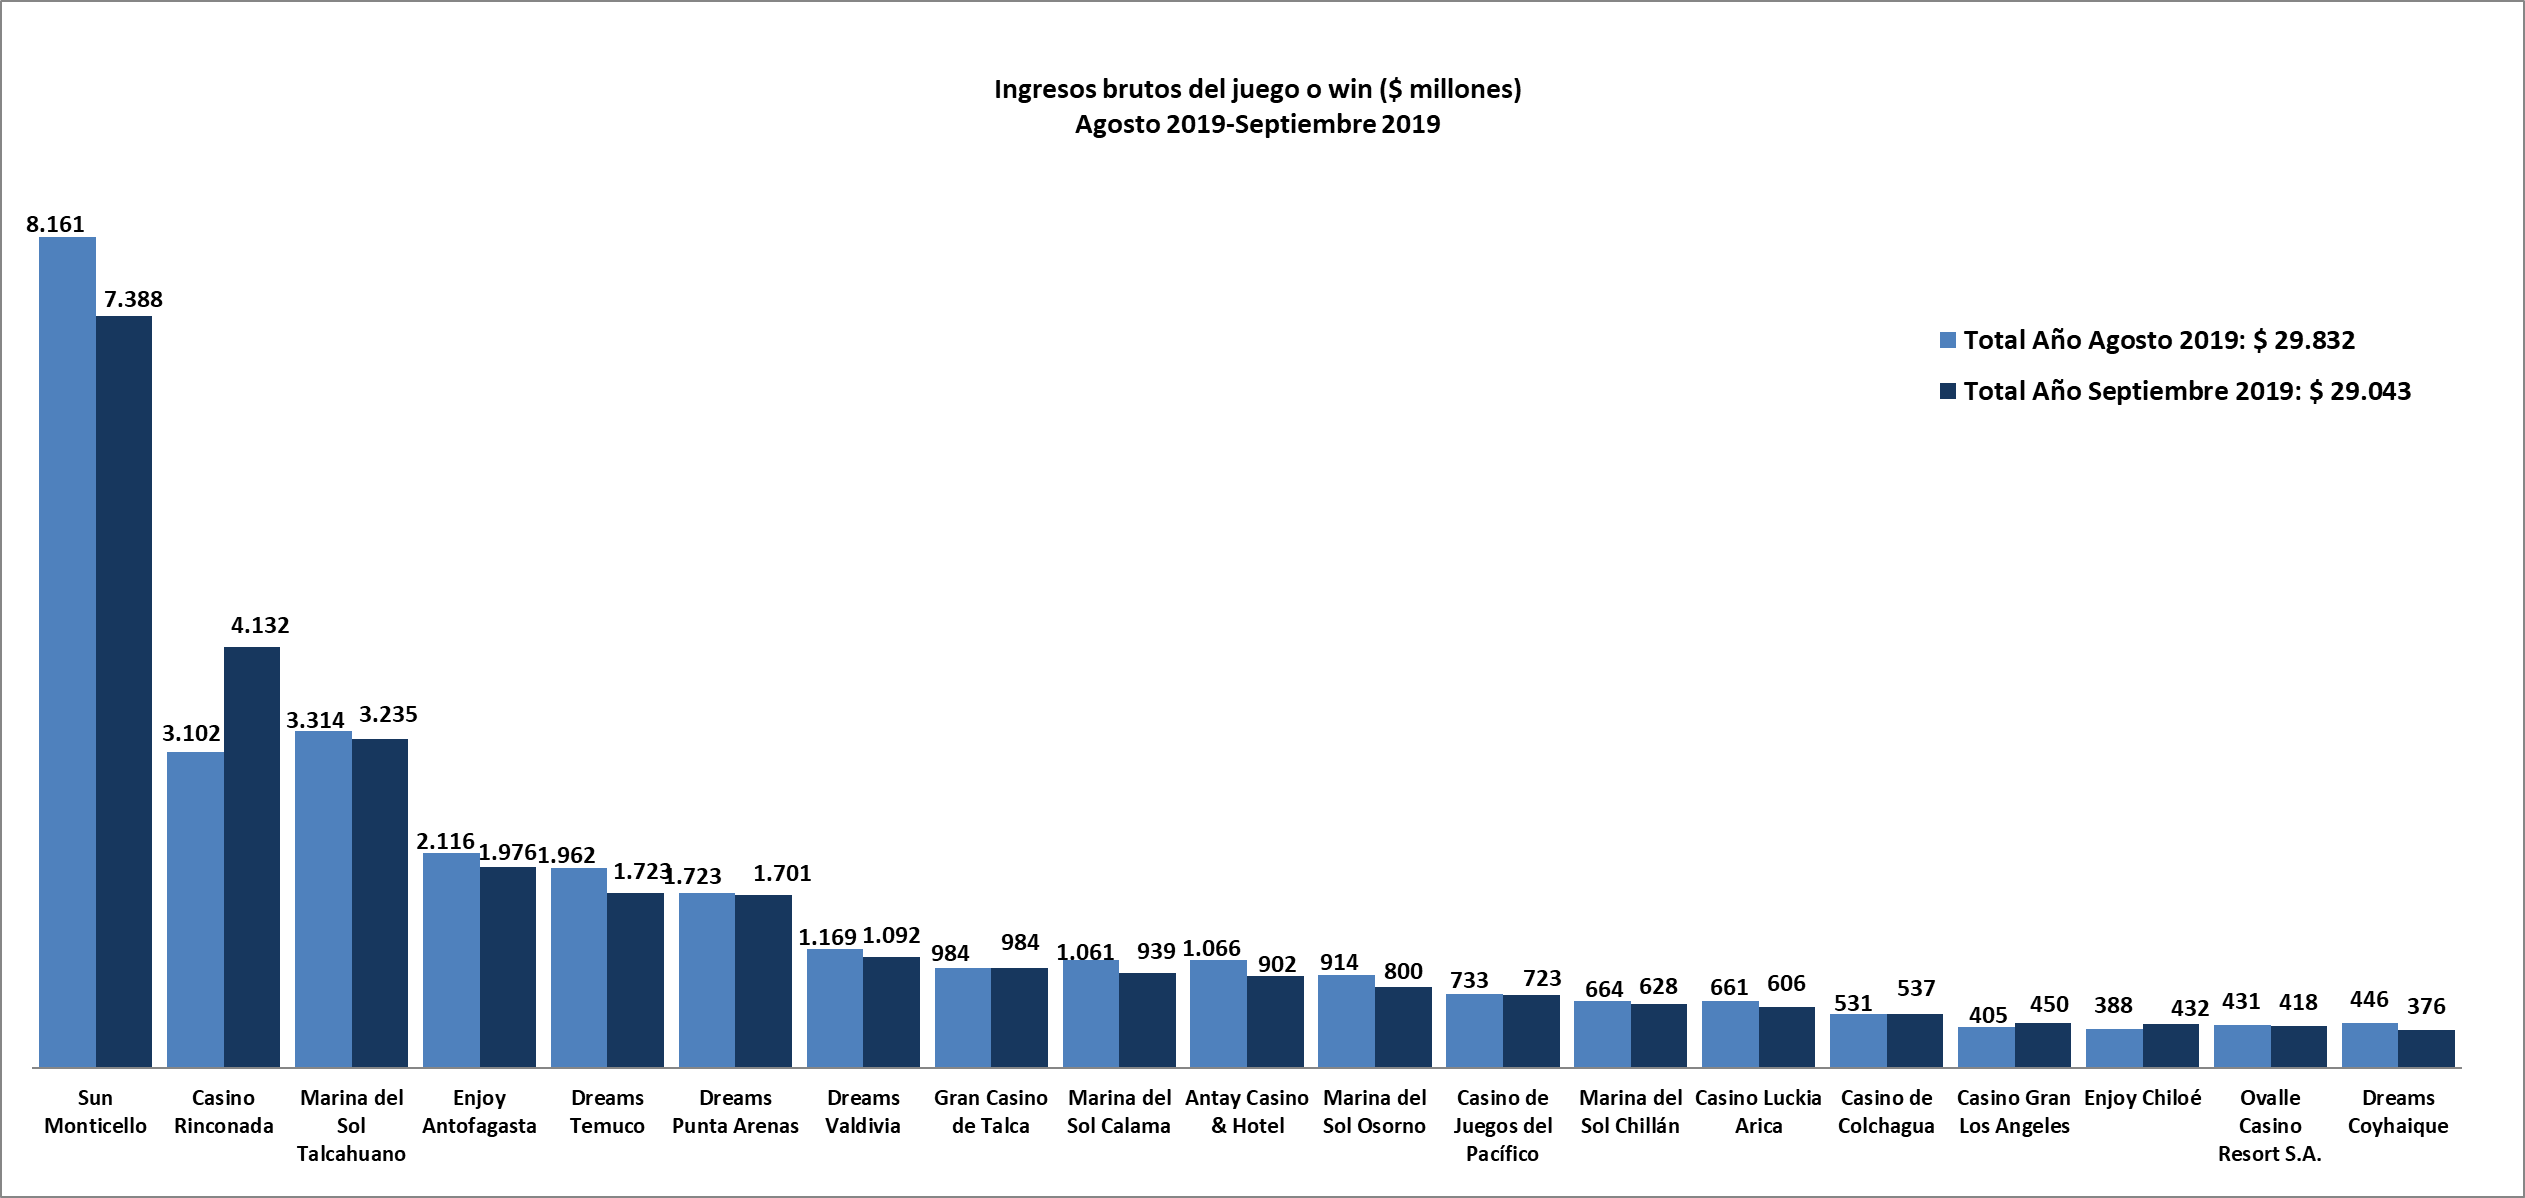 Ingresos brutos del juego o win ($ millones)
Agosto 2019-Septiembre 2019
Total Año Agosto 2019: $ 29.832
Total Año Septiembre 2019: $ 29.043
8.161
7.388
3.102
4.132
3.314
3.235
2.116
1.976
1.962
1.723
1.723
1.701
1.169
1.092
984
984
1.061
939
1.066
902
914
800
733
723
664
628
661
606
531
537
405
450
388
432
431
418
446
376
Sun
Monticello
Casino
Rinconada
Marina del
Sol
Talcahuano
Enjoy
Antofagasta
Dreams
Temuco
Dreams
Punta Arenas
Dreams
Valdivia
Gran Casino
de Talca
Marina del
Sol Calama
Antay Casino
& Hotel
Marina del
Sol Osorno
Casino de
Juegos del
Pacífico
Marina del
Sol Chillán
Casino Luckia
Arica
Casino de
Colchagua
Casino Gran
Los Angeles
Enjoy Chiloé
Ovalle
Casino
Resort S.A.
Dreams
Coyhaique